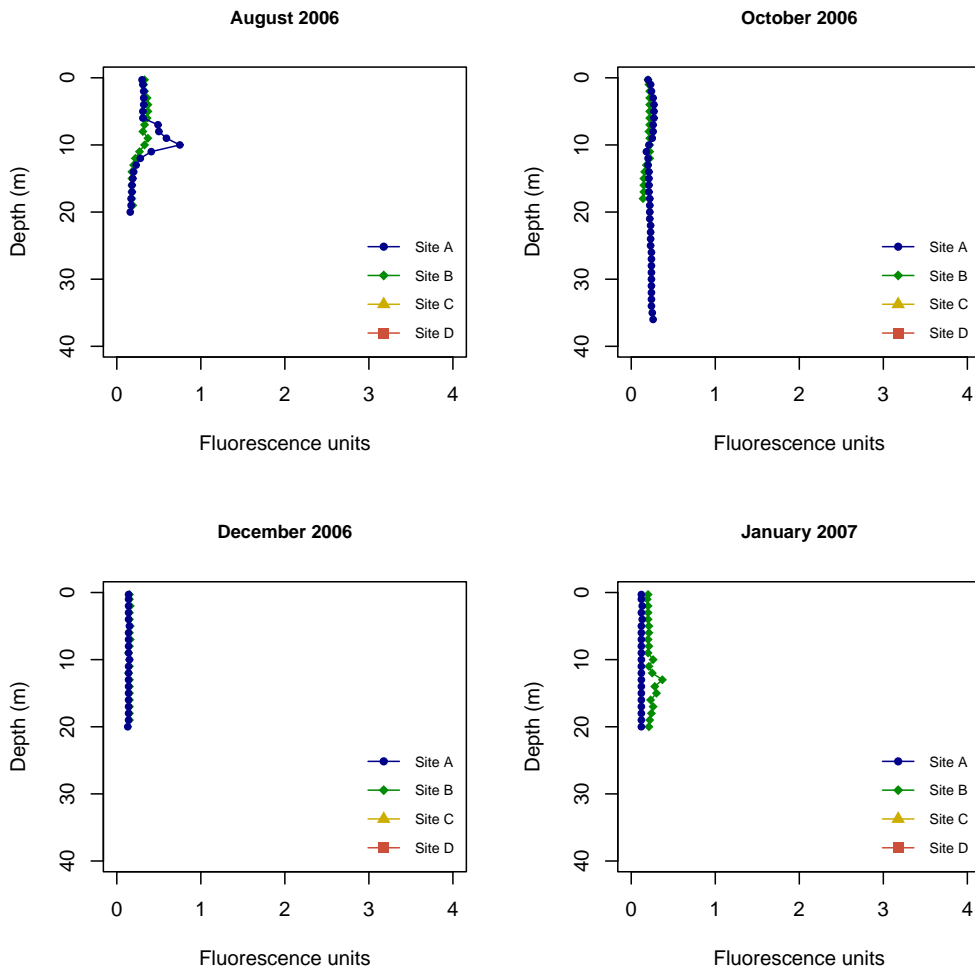 August 2006
0
10
20
30
40
Depth (m)
Site A
Site B
Site C
Site D
0 1 2 3 4
Fluorescence units
October 2006
0
10
20
30
40
Depth (m)
Site A
Site B
Site C
Site D
0 1 2 3 4
Fluorescence units
December 2006
0
10
20
30
40
Depth (m)
Site A
Site B
Site C
Site D
0 1 2 3 4
Fluorescence units
January 2007
0
10
20
30
40
Depth (m)
Site A
Site B
Site C
Site D
0 1 2 3 4
Fluorescence units